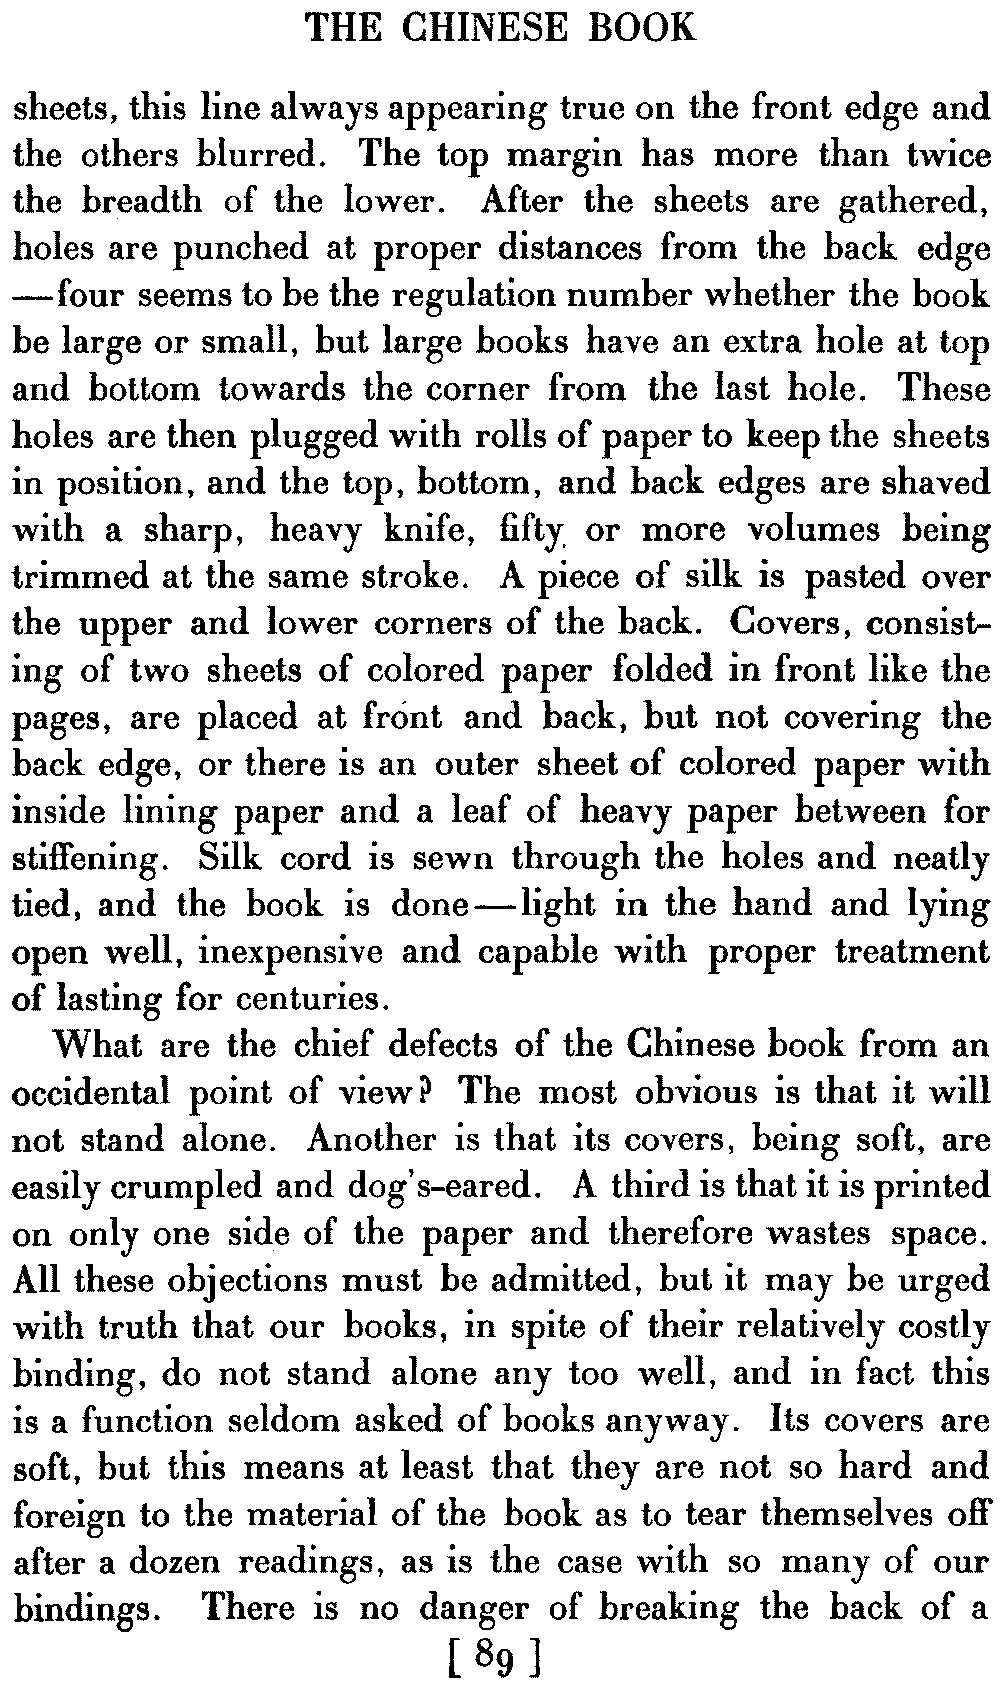 THE CHINESE BOOK
sheets, this line always appearing true on the front edge and
the others blurred. The top margin has more than twice
the breadth of the lower. After the sheets are gathered,
holes are punched at proper distances from the back edge
—four seems to be the regulation number whether the book
be large or small, but large books have an extra hole at top
and bottom towards the corner from the last hole. These
holes are then plugged with rolls of paper to keep the sheets
in position, and the top, bottom, and back edges are shaved
with a sharp, heavy knife, fifty or more volumes being
trimmed at the same stroke. A piece of silk is pasted over
the upper and lower corners of the back. Covers, consist-
ing of two sheets of colored paper folded in front like the
pages, are placed at front and back, but not covering the
back edge, or there is an outer sheet of colored paper with
inside lining paper and a leaf of heavy paper between for
stiffening. Silk cord is sewn through the holes and neatly
tied, and the book is done—light in the hand and lying
open well, inexpensive and capable with proper treatment
of lasting for centuries.
What are the chief defects of the Chinese book from an
occidental point of view? The most obvious is that it will
not stand alone. Another is that its covers, being soft, are
easily crumpled and dog's-eared. A third is that it is printed
on only one side of the paper and therefore wastes space.
All these objections must be admitted, but it may be urged
with truth that our books, in spite of their relatively costly
binding, do not stand alone any too well, and in fact this
is a function seldom asked of books anyway. Its covers are
soft, but this means at least that they are not so hard and
foreign to the material of the book as to tear themselves off
after a dozen readings, as is the case with so many of our
bindings. There is no danger of breaking the back of a
[ 89 ]